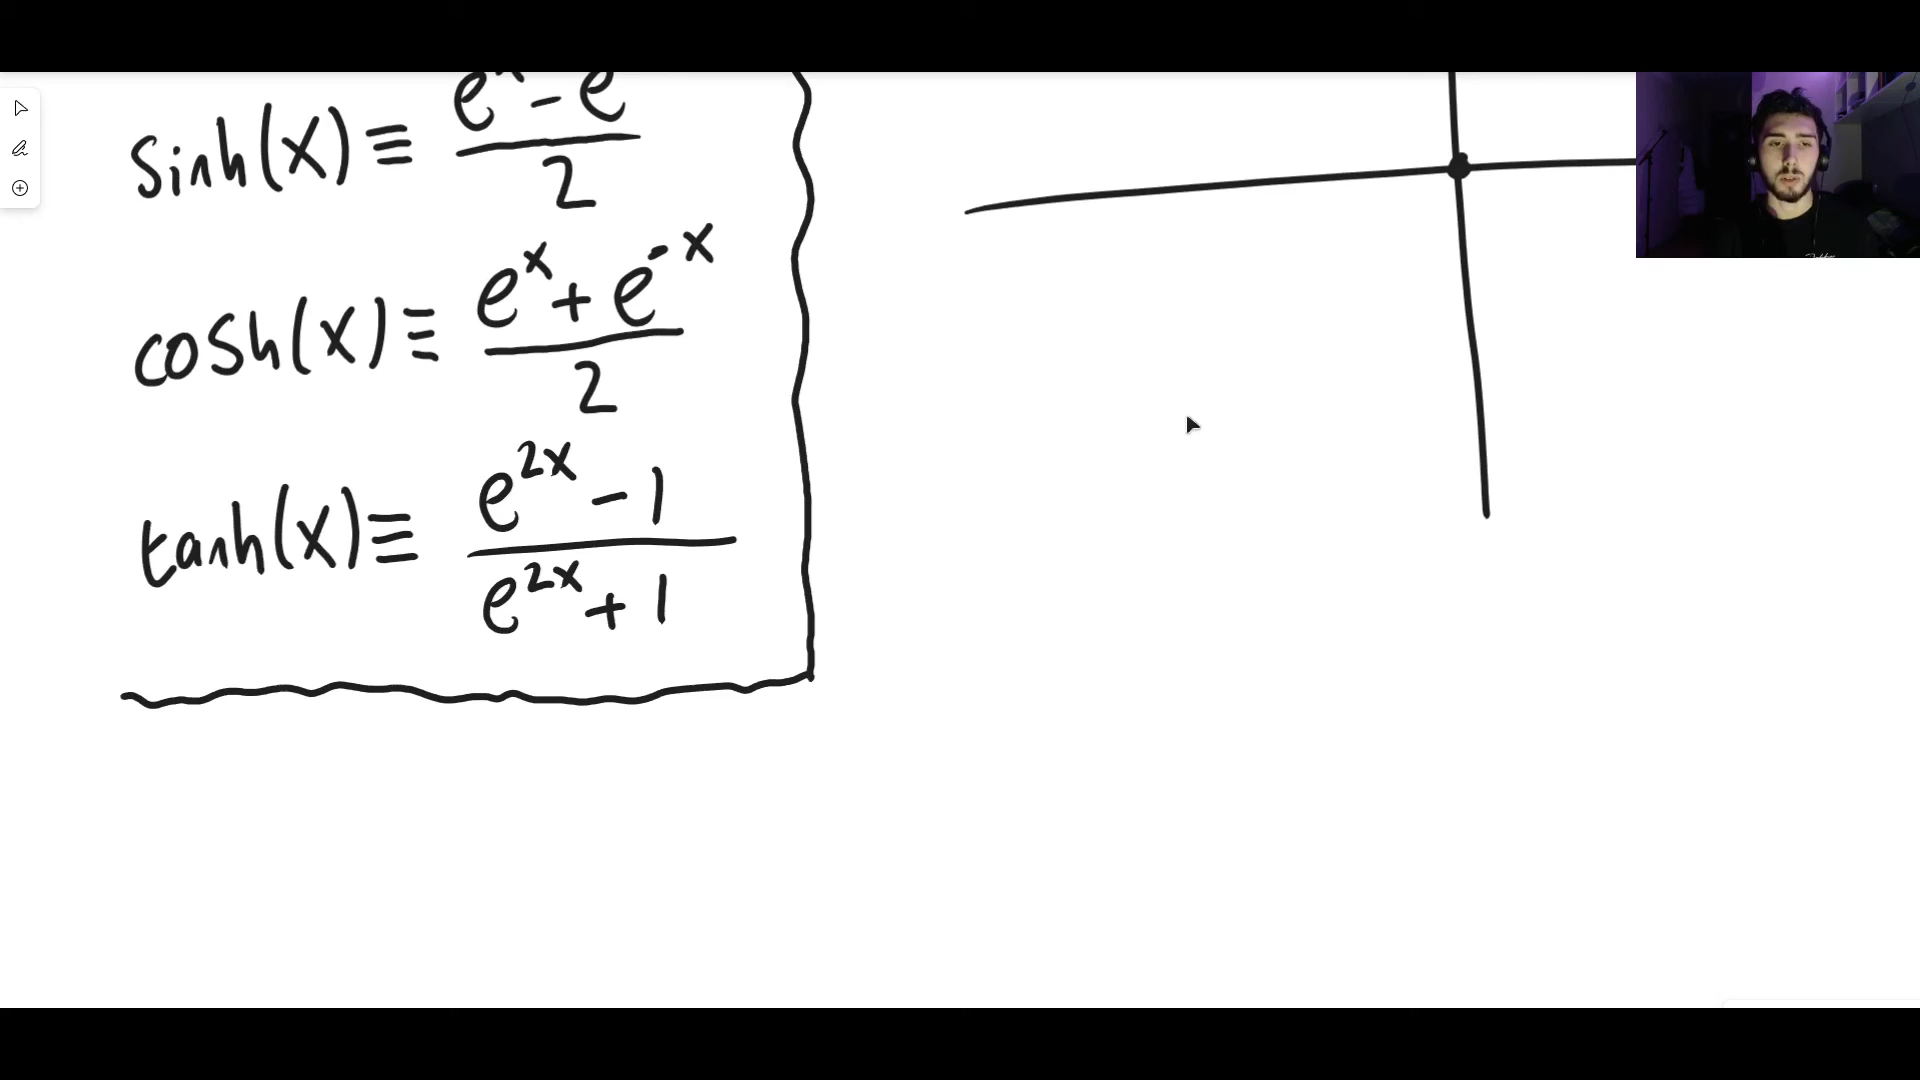 sinh(x) ≡ (e^x - e)/2
cosh(x) ≡ (e^x + e^-x)/2
tanh(x) ≡ (e^2x - 1)/(e^2x + 1)